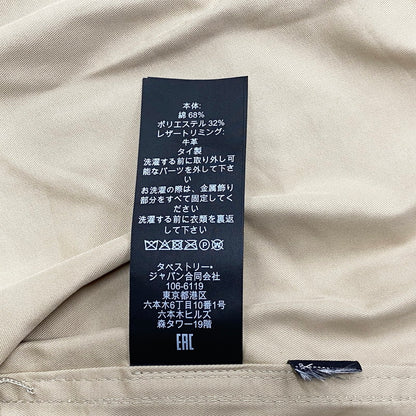 本体:
綿 68%
ポリエステル 32%
レザートリミング:
牛革
タイ製
洗濯する前に取り外し可
能なパーツを外して下さ
い
お洗濯の際は、金属飾り
部分をすべて固定してく
ださい
洗濯する前に衣類を裏返
して下さい
タペストリー・
ジャパン合同会社
106-6119
東京都港区
六本木6丁目10番1号
六本木ヒルズ
森タワー19階
EAC